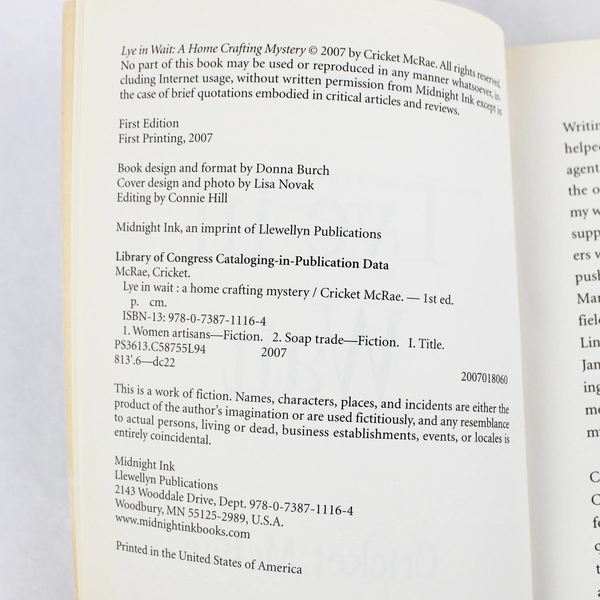 Lye in Wait: A Home Crafting Mystery © 2007 by Cricket McRae. All rights reserved.
No part of this book may be used or reproduced in any manner whatsoever, in-
cluding Internet usage, without written permission from Midnight Ink except in
the case of brief quotations embodied in critical articles and reviews.
First Edition
First Printing, 2007
Book design and format by Donna Burch
Cover design and photo by Lisa Novak
Editing by Connie Hill
Midnight Ink, an imprint of Llewellyn Publications
Library of Congress Cataloging-in-Publication Data
McRae, Cricket.
Lye in wait : a home crafting mystery / Cricket McRae. — 1st ed.
p. cm.
ISBN-13: 978-0-7387-1116-4
1. Women artisans—Fiction. 2. Soap trade—Fiction. I. Title.
PS3613.C58755L94 2007
813'.6—dc22
2007018060
This is a work of fiction. Names, characters, places, and incidents are either the
product of the author's imagination or are used fictitiously, and any resemblance
to actual persons, living or dead, business establishments, events, or locales is
entirely coincidental.
Midnight Ink
Llewellyn Publications
2143 Wooddale Drive, Dept. 978-0-7387-1116-4
Woodbury, MN 55125-2989, U.S.A.
www.midnightinkbooks.com
Printed in the United States of America
helpe
agent
the o
my w
supp
ers w
push